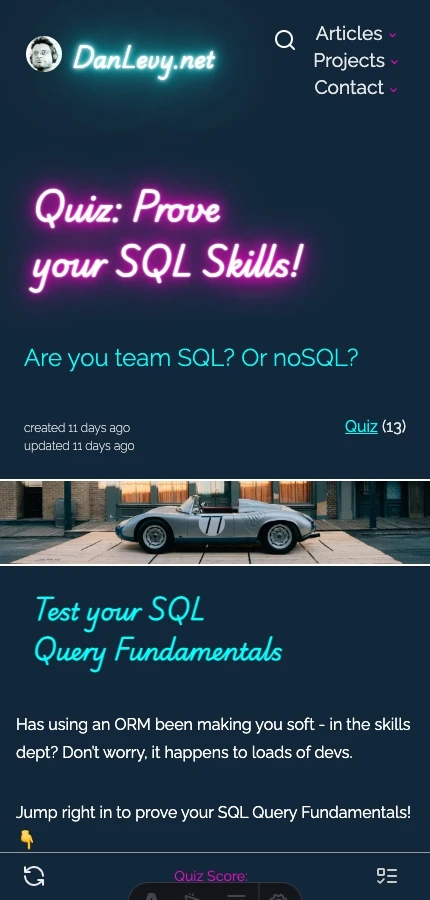 DanLevy.net
Articles
Projects
Contact
Quiz: Prove
your SQL Skills!
Are you team SQL? Or noSQL?
created 11 days ago
updated 11 days ago
Quiz (13)
77
Test your SQL
Query Fundamentals
Has using an ORM been making you soft - in the skills
dept? Don't worry, it happens to loads of devs.
Jump right in to prove your SQL Query Fundamentals!
👇
Quiz Score: